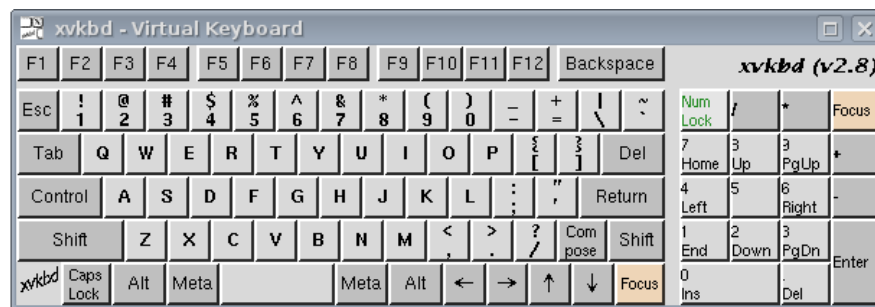 xvkbd - Virtual Keyboard
F1 F2 F3 F4 F5 F6 F7 F8 F9 F10 F11 F12 Backspace xvkbd (v2.8)
! @ # $ % ^ & * ( ) _ + | ~
Esc 1 2 3 4 5 6 7 8 9 0 - = \ ` Num Lock / * Focus
Tab Q W E R T Y U I O P { [ } ] Del 7 Home 8 Up 9 PgUp +
Control A S D F G H J K L : ; " ' Return 4 Left 5 6 Right -
Shift Z X C V B N M < , > . ? / Com pose Shift 1 End 2 Down 3 PgDn Enter
xvkbd Caps Lock Alt Meta Meta Alt ← → ↑ ↓ Focus 0 Ins . Del